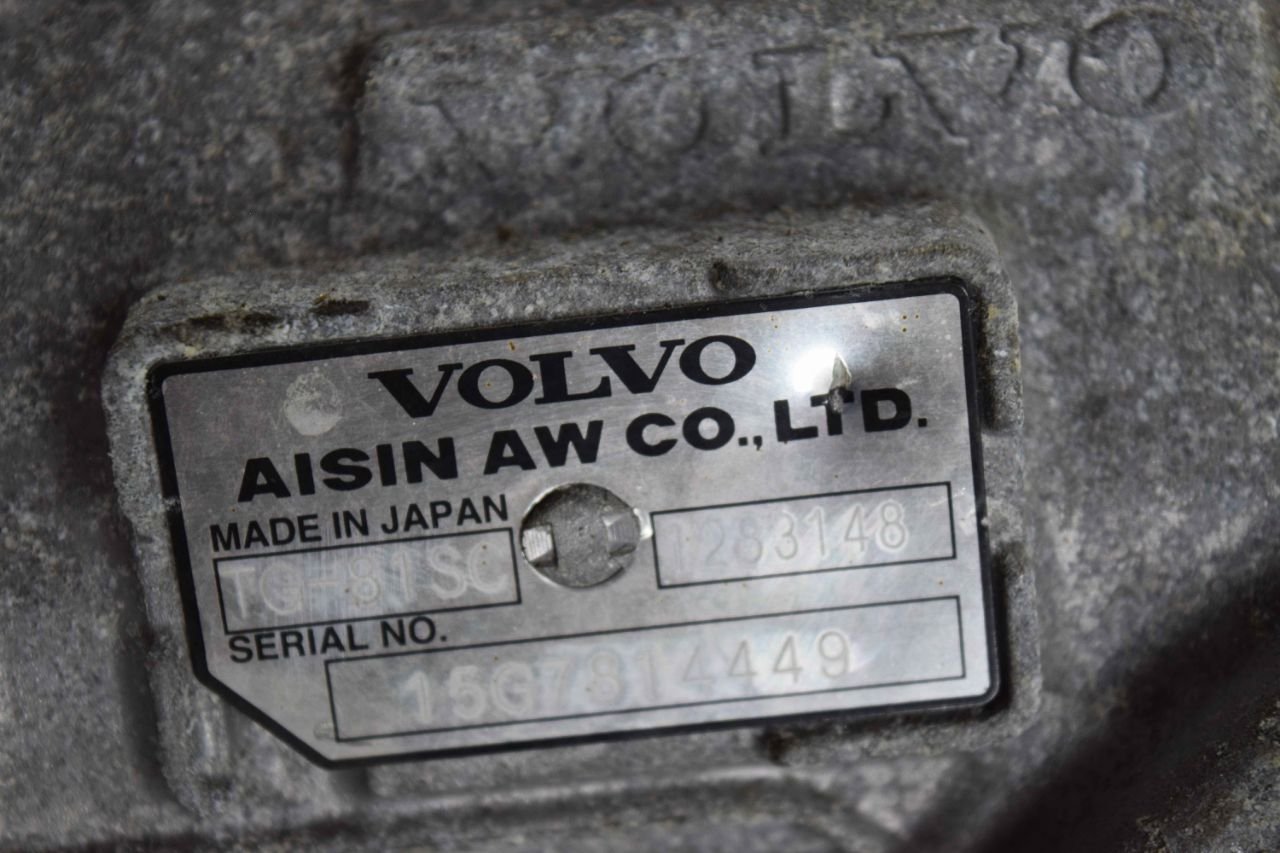 VOLVO
VOLVO
AISIN AW CO., LTD.
MADE IN JAPAN
TG-81SC 1283148
SERIAL NO.
15G7814449